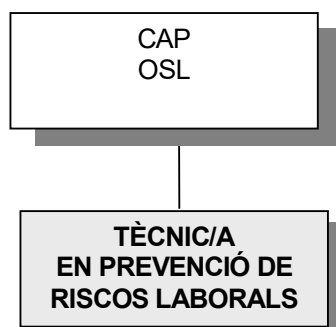 CAP
OSL
TÈCNIC/A
EN PREVENCIÓ DE
RISCOS LABORALS